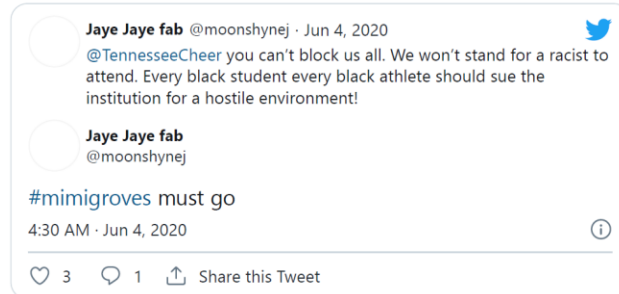 Jaye Jaye fab @moonshynej · Jun 4, 2020
@TennesseeCheer you can’t block us all. We won’t stand for a racist to
attend. Every black student every black athlete should sue the
institution for a hostile environment!
Jaye Jaye fab
@moonshynej
#mimigroves must go
4:30 AM · Jun 4, 2020
3 1 Share this Tweet